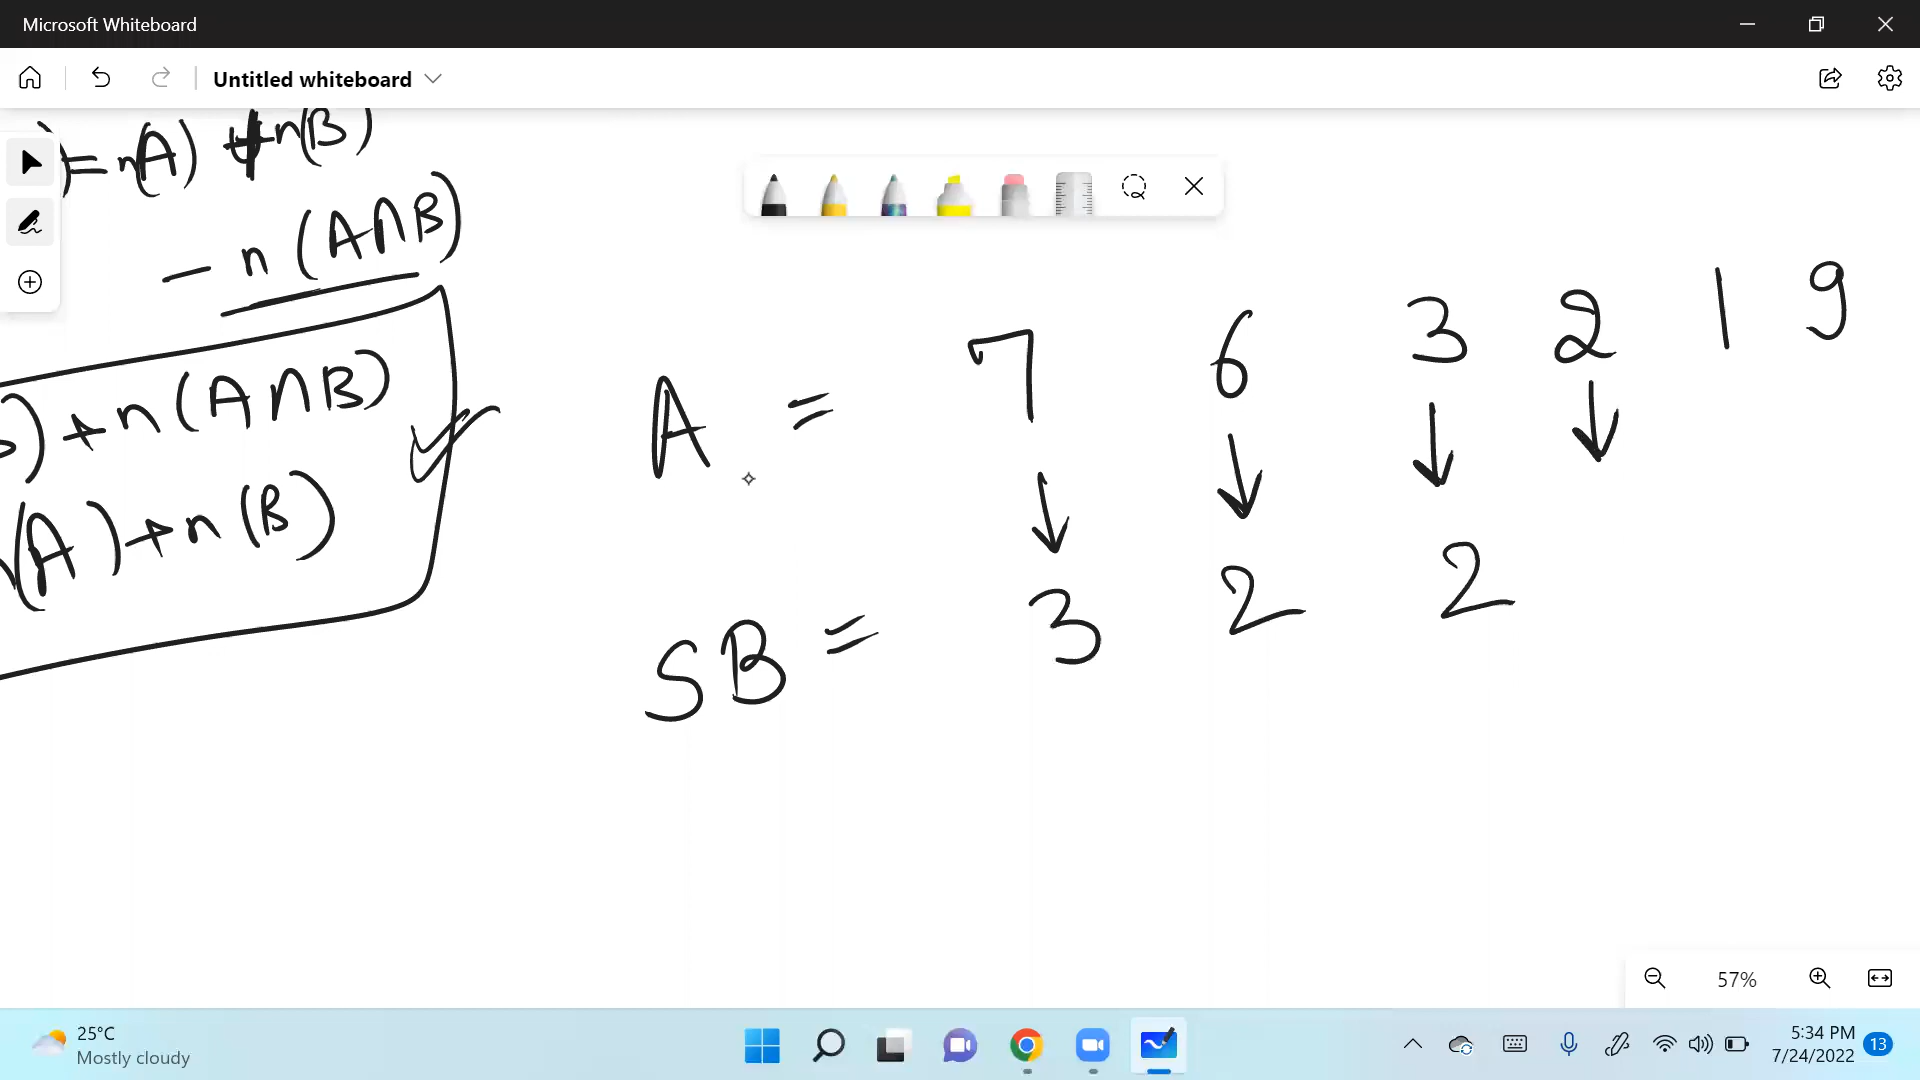 Microsoft Whiteboard
Untitled whiteboard
) = n(A) + n(B)
- n (A∩B)
) + n (A∩B)
(A) + n (B)
A = 7 6 3 2 1 9
SB = 3 2 2
57%
25°C
Mostly cloudy
5:34 PM
7/24/2022
13